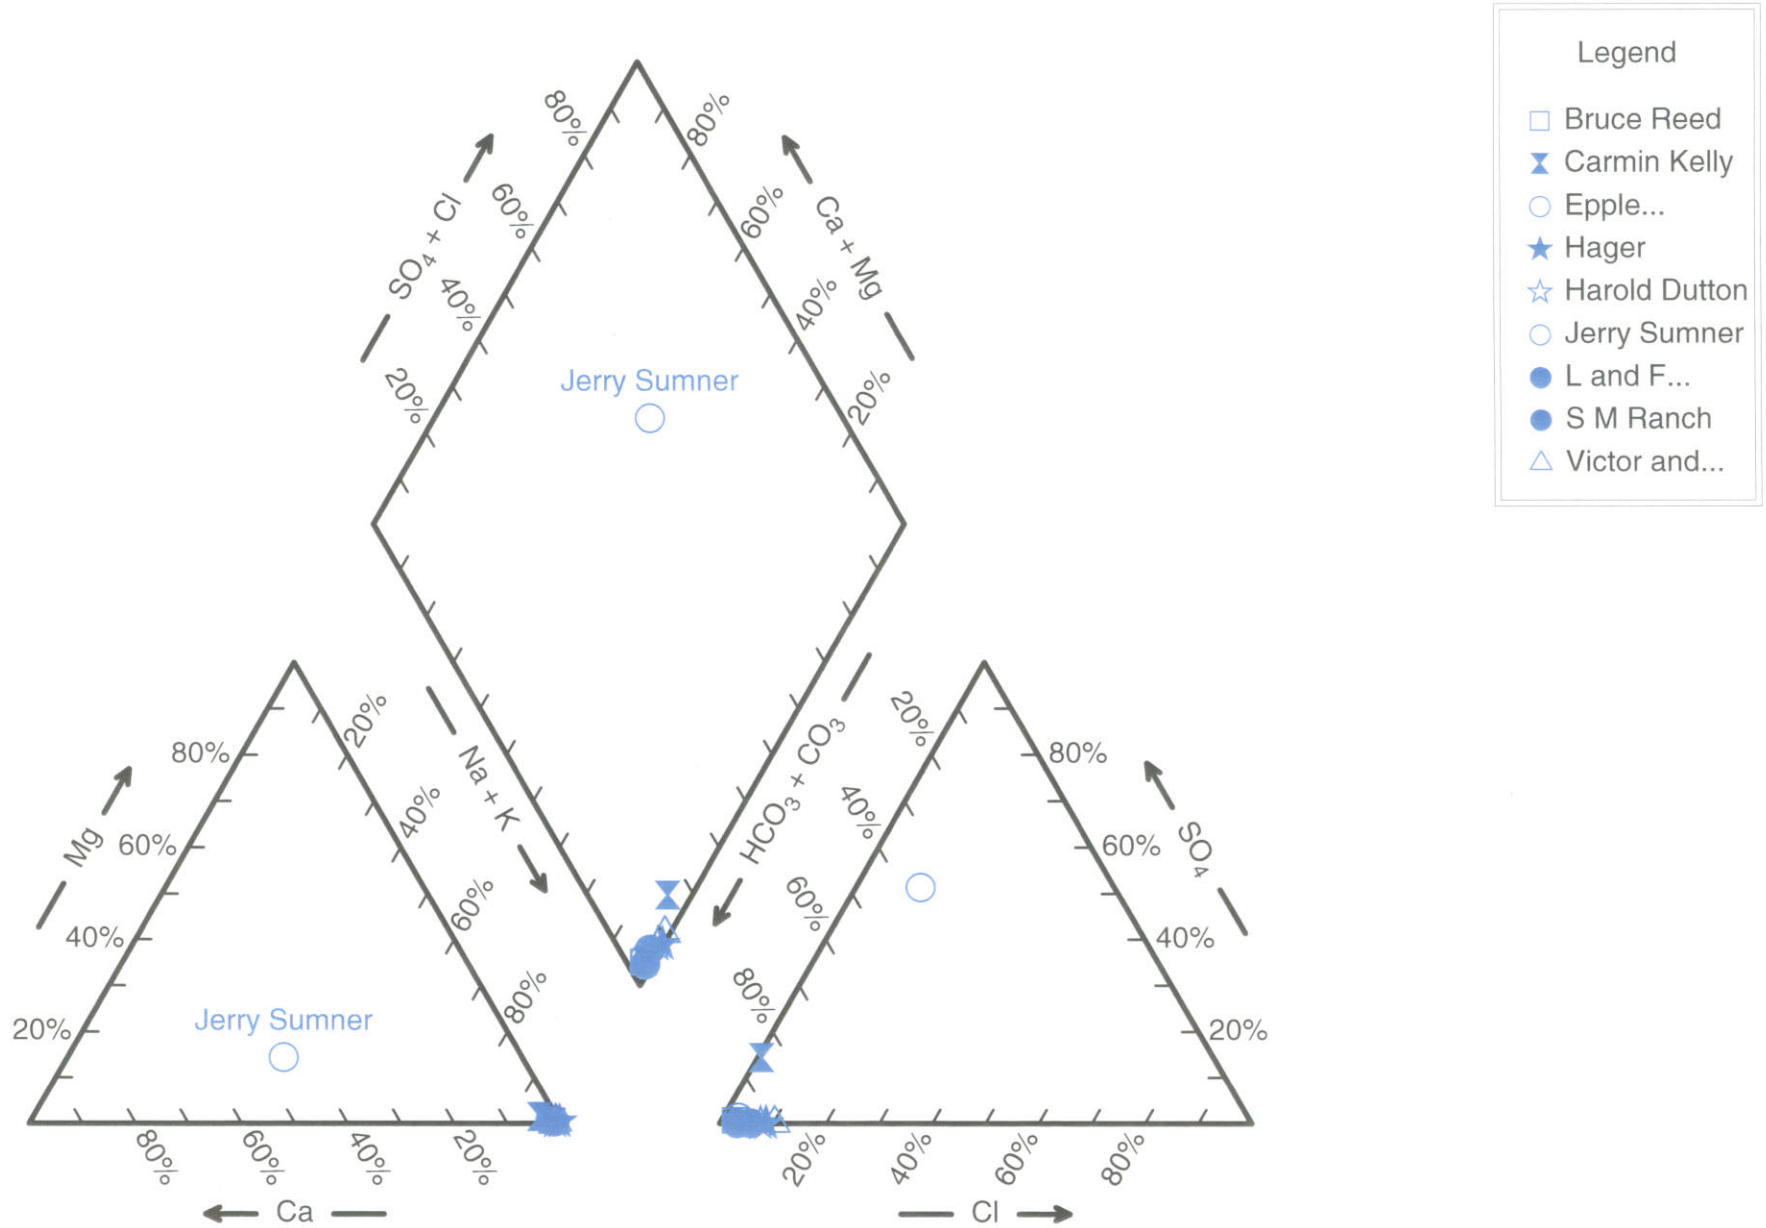 Legend
Bruce Reed
Carmin Kelly
Epple...
Hager
Harold Dutton
Jerry Sumner
L and F...
S M Ranch
Victor and...
80%
80%
60%
60%
SO4 + Cl
Ca + Mg
40%
40%
20%
20%
Jerry Sumner
Na + K
HCO3 + CO3
Mg
80%
60%
40%
20%
20%
40%
60%
80%
Jerry Sumner
80%
60%
40%
20%
Ca
20%
40%
60%
80%
80%
60%
40%
20%
SO4
20%
40%
60%
80%
Cl